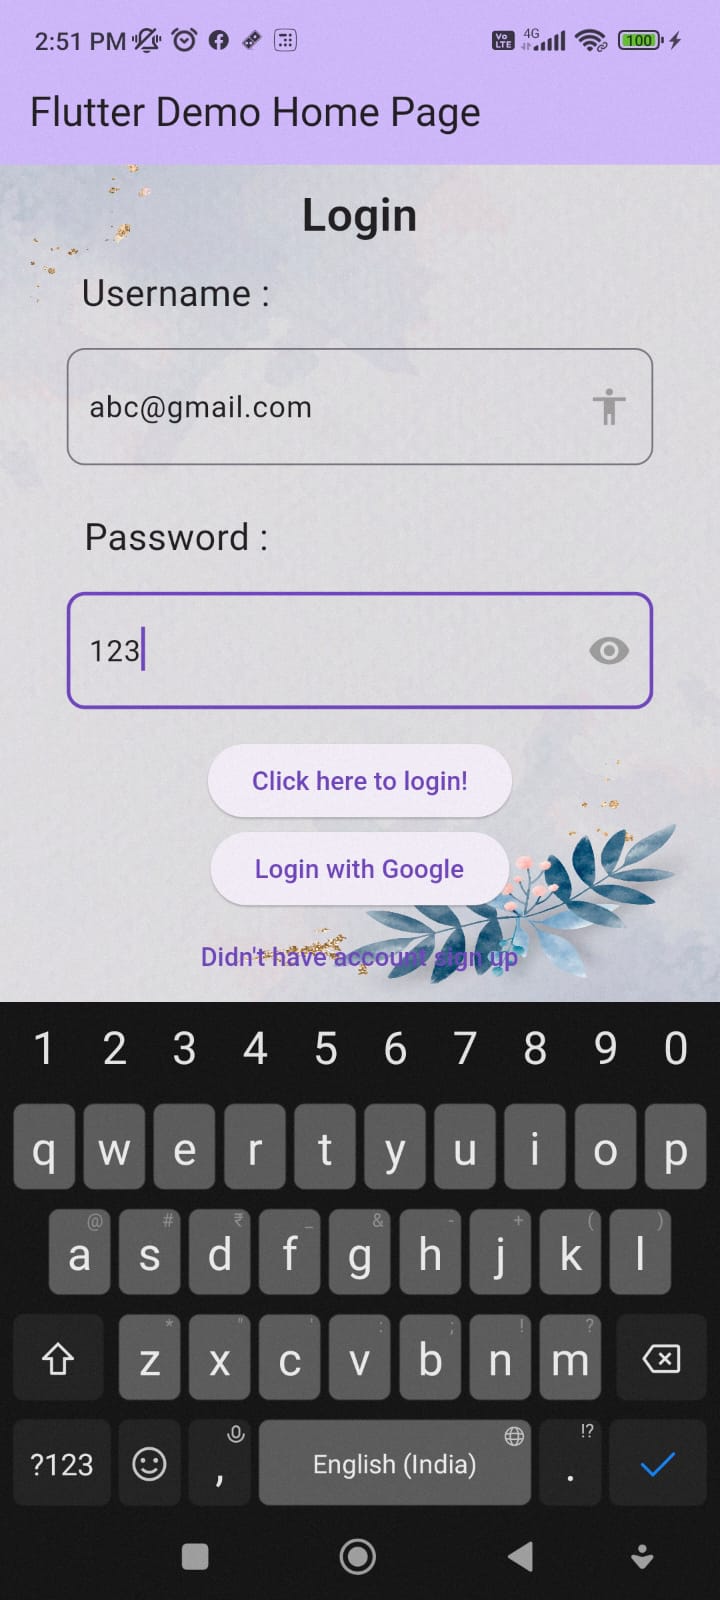 2:51 PM
Vo LTE 4G 100
Flutter Demo Home Page
Login
Username :
abc@gmail.com
Password :
123
Click here to login!
Login with Google
Didn't have account sign up
1 2 3 4 5 6 7 8 9 0
q w e r t y u i o p
@ # ₹ _ & - + ( )
a s d f g h j k l
* " ' : ; ! ?
z x c v b n m
!?
?123 , English (India) .